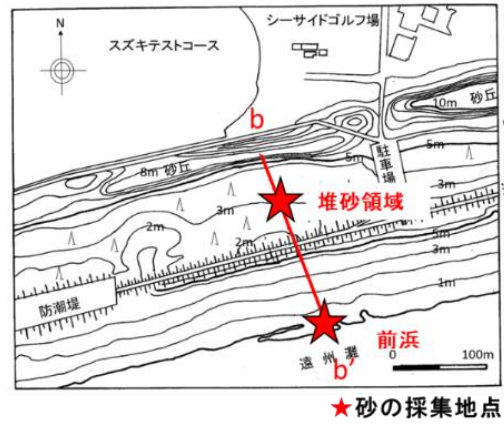 シーサイドゴルフ場
N
スズキテストコース
10m
砂丘
b
駐車場
5m
5m
8m
砂丘
3m
3m
堆砂領域
2m
3m
2m
5m
3m
防潮堤
1m
前浜
遠州灘
b'
0
100m
★砂の採集地点